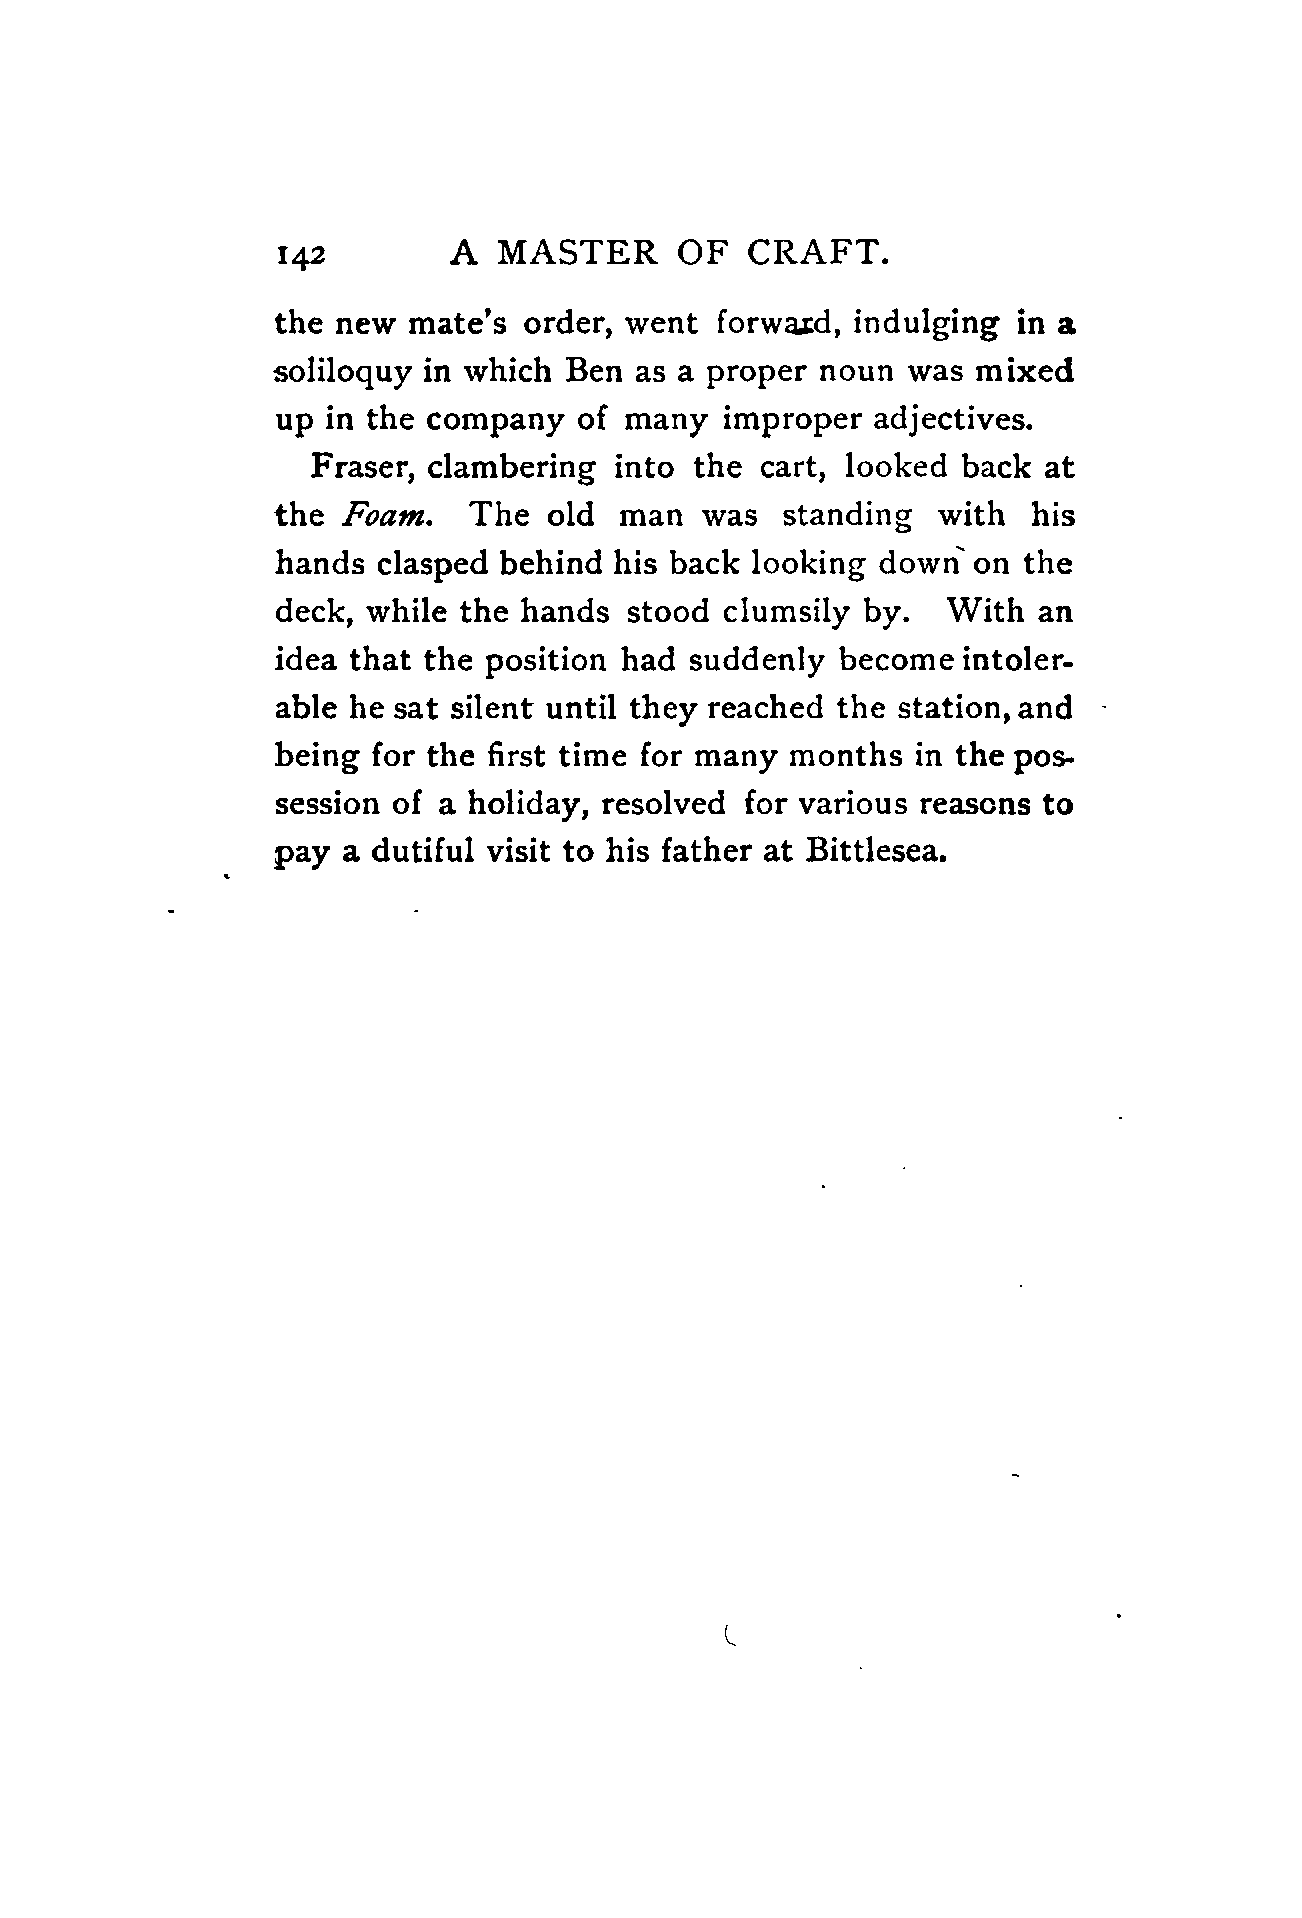 142 A MASTER OF CRAFT.
the new mate's order, went forward, indulging in a
soliloquy in which Ben as a proper noun was mixed
up in the company of many improper adjectives.
Fraser, clambering into the cart, looked back at
the Foam. The old man was standing with his
hands clasped behind his back looking down on the
deck, while the hands stood clumsily by. With an
idea that the position had suddenly become intoler-
able he sat silent until they reached the station, and
being for the first time for many months in the pos-
session of a holiday, resolved for various reasons to
pay a dutiful visit to his father at Bittlesea.